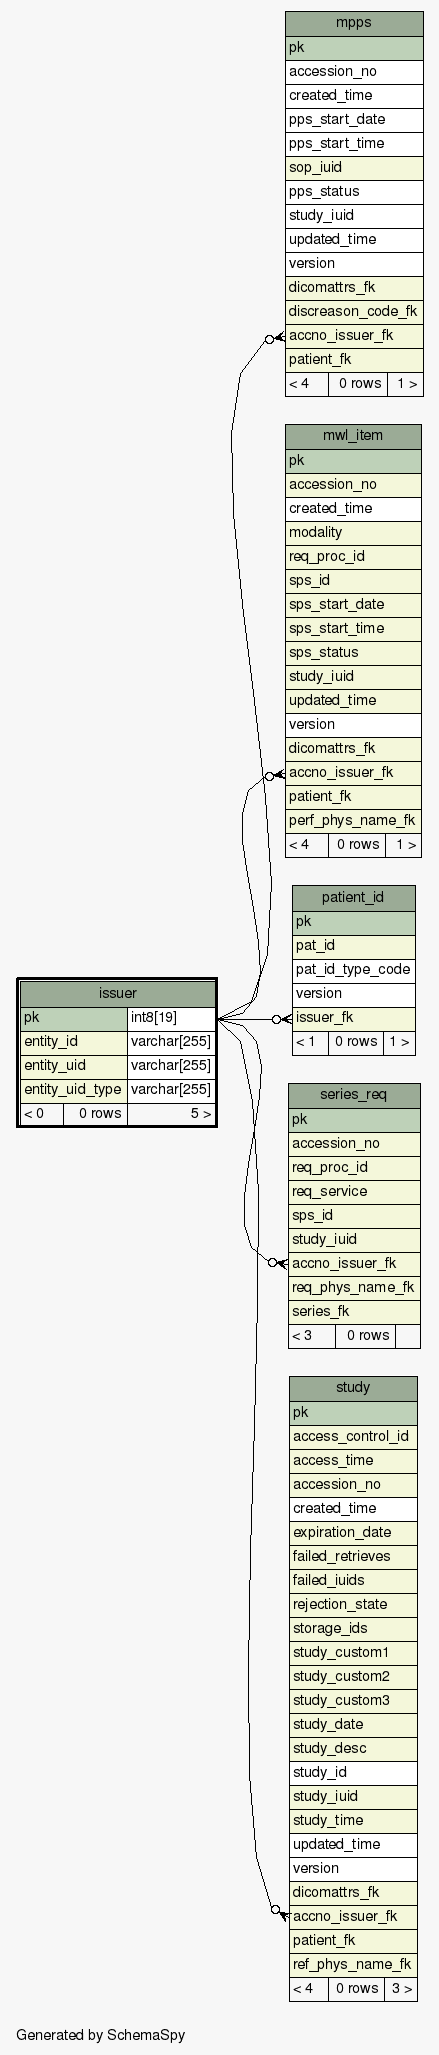 mpps
pk
accession_no
created_time
pps_start_date
pps_start_time
sop_iuid
pps_status
study_iuid
updated_time
version
dicomattrs_fk
discreason_code_fk
accno_issuer_fk
patient_fk
< 4 0 rows 1 >
mwl_item
pk
accession_no
created_time
modality
req_proc_id
sps_id
sps_start_date
sps_start_time
sps_status
study_iuid
updated_time
version
dicomattrs_fk
accno_issuer_fk
patient_fk
perf_phys_name_fk
< 4 0 rows 1 >
patient_id
pk
pat_id
pat_id_type_code
version
issuer_fk
< 1 0 rows 1 >
issuer
pk int8[19]
entity_id varchar[255]
entity_uid varchar[255]
entity_uid_type varchar[255]
< 0 0 rows 5 >
series_req
pk
accession_no
req_proc_id
req_service
sps_id
study_iuid
accno_issuer_fk
req_phys_name_fk
series_fk
< 3 0 rows
study
pk
access_control_id
access_time
accession_no
created_time
expiration_date
failed_retrieves
failed_iuids
rejection_state
storage_ids
study_custom1
study_custom2
study_custom3
study_date
study_desc
study_id
study_iuid
study_time
updated_time
version
dicomattrs_fk
accno_issuer_fk
patient_fk
ref_phys_name_fk
< 4 0 rows 3 >
Generated by SchemaSpy